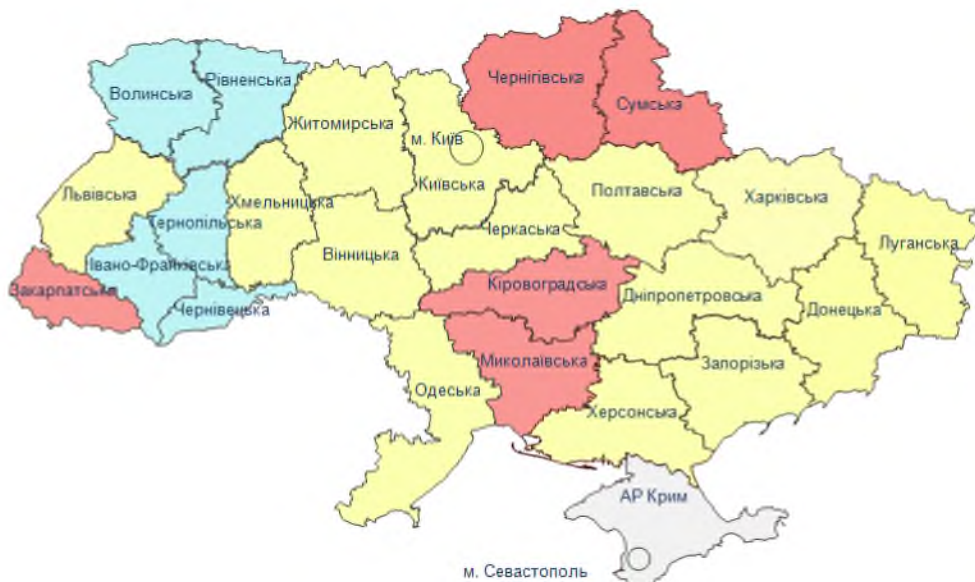 Чернігівська
Сумська
Рівненська
Волинська
Житомирська
м. Київ
Київська
Львівська
Хмельницька
Тернопільська
Полтавська
Харківська
Черкаська
Луганська
Вінницька
Івано-Франківська
Закарпатська
Чернівецька
Кіровоградська
Дніпропетровська
Донецька
Миколаївська
Запорізька
Одеська
Херсонська
АР Крим
м. Севастополь